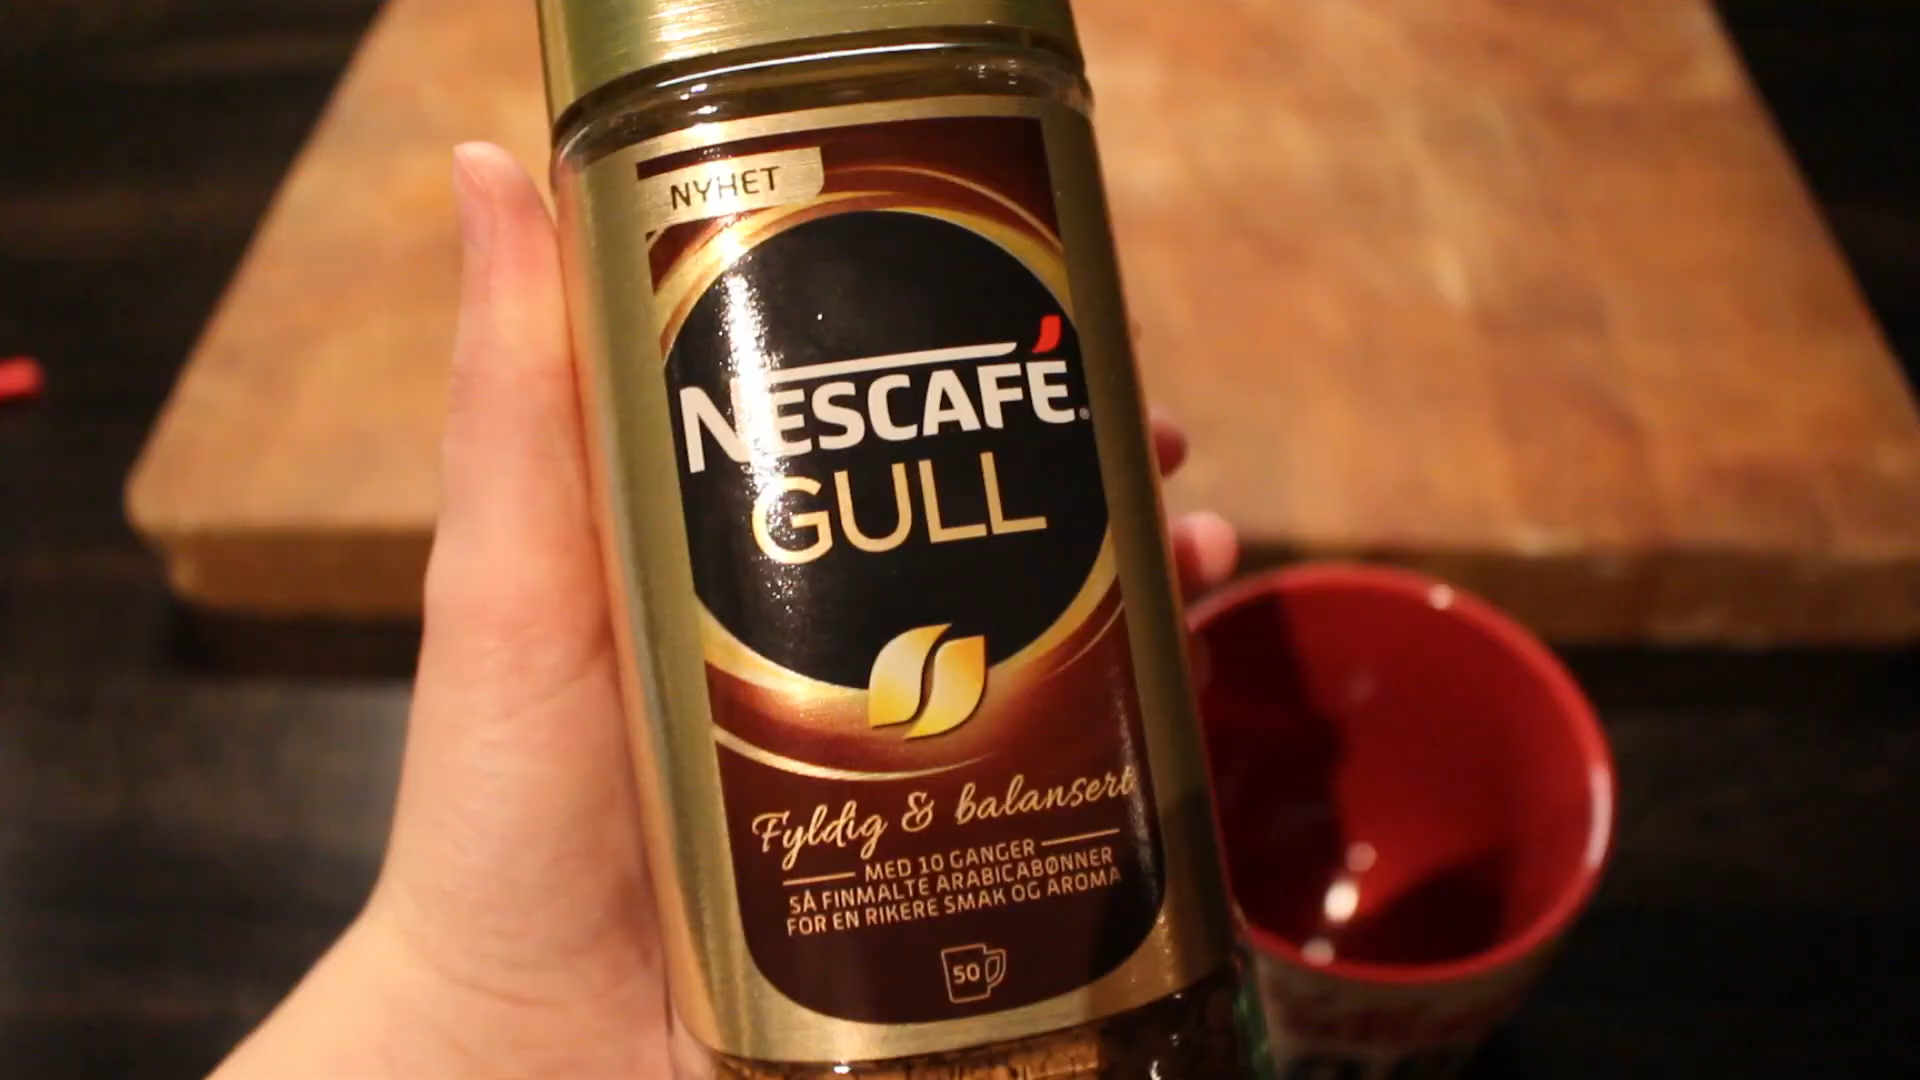 NYHET
NESCAFÉ
GULL
Fyldig & balansert
MED 10 GANGER
SÅ FINMALTE ARABICABØNNER
FOR EN RIKERE SMAK OG AROMA
50